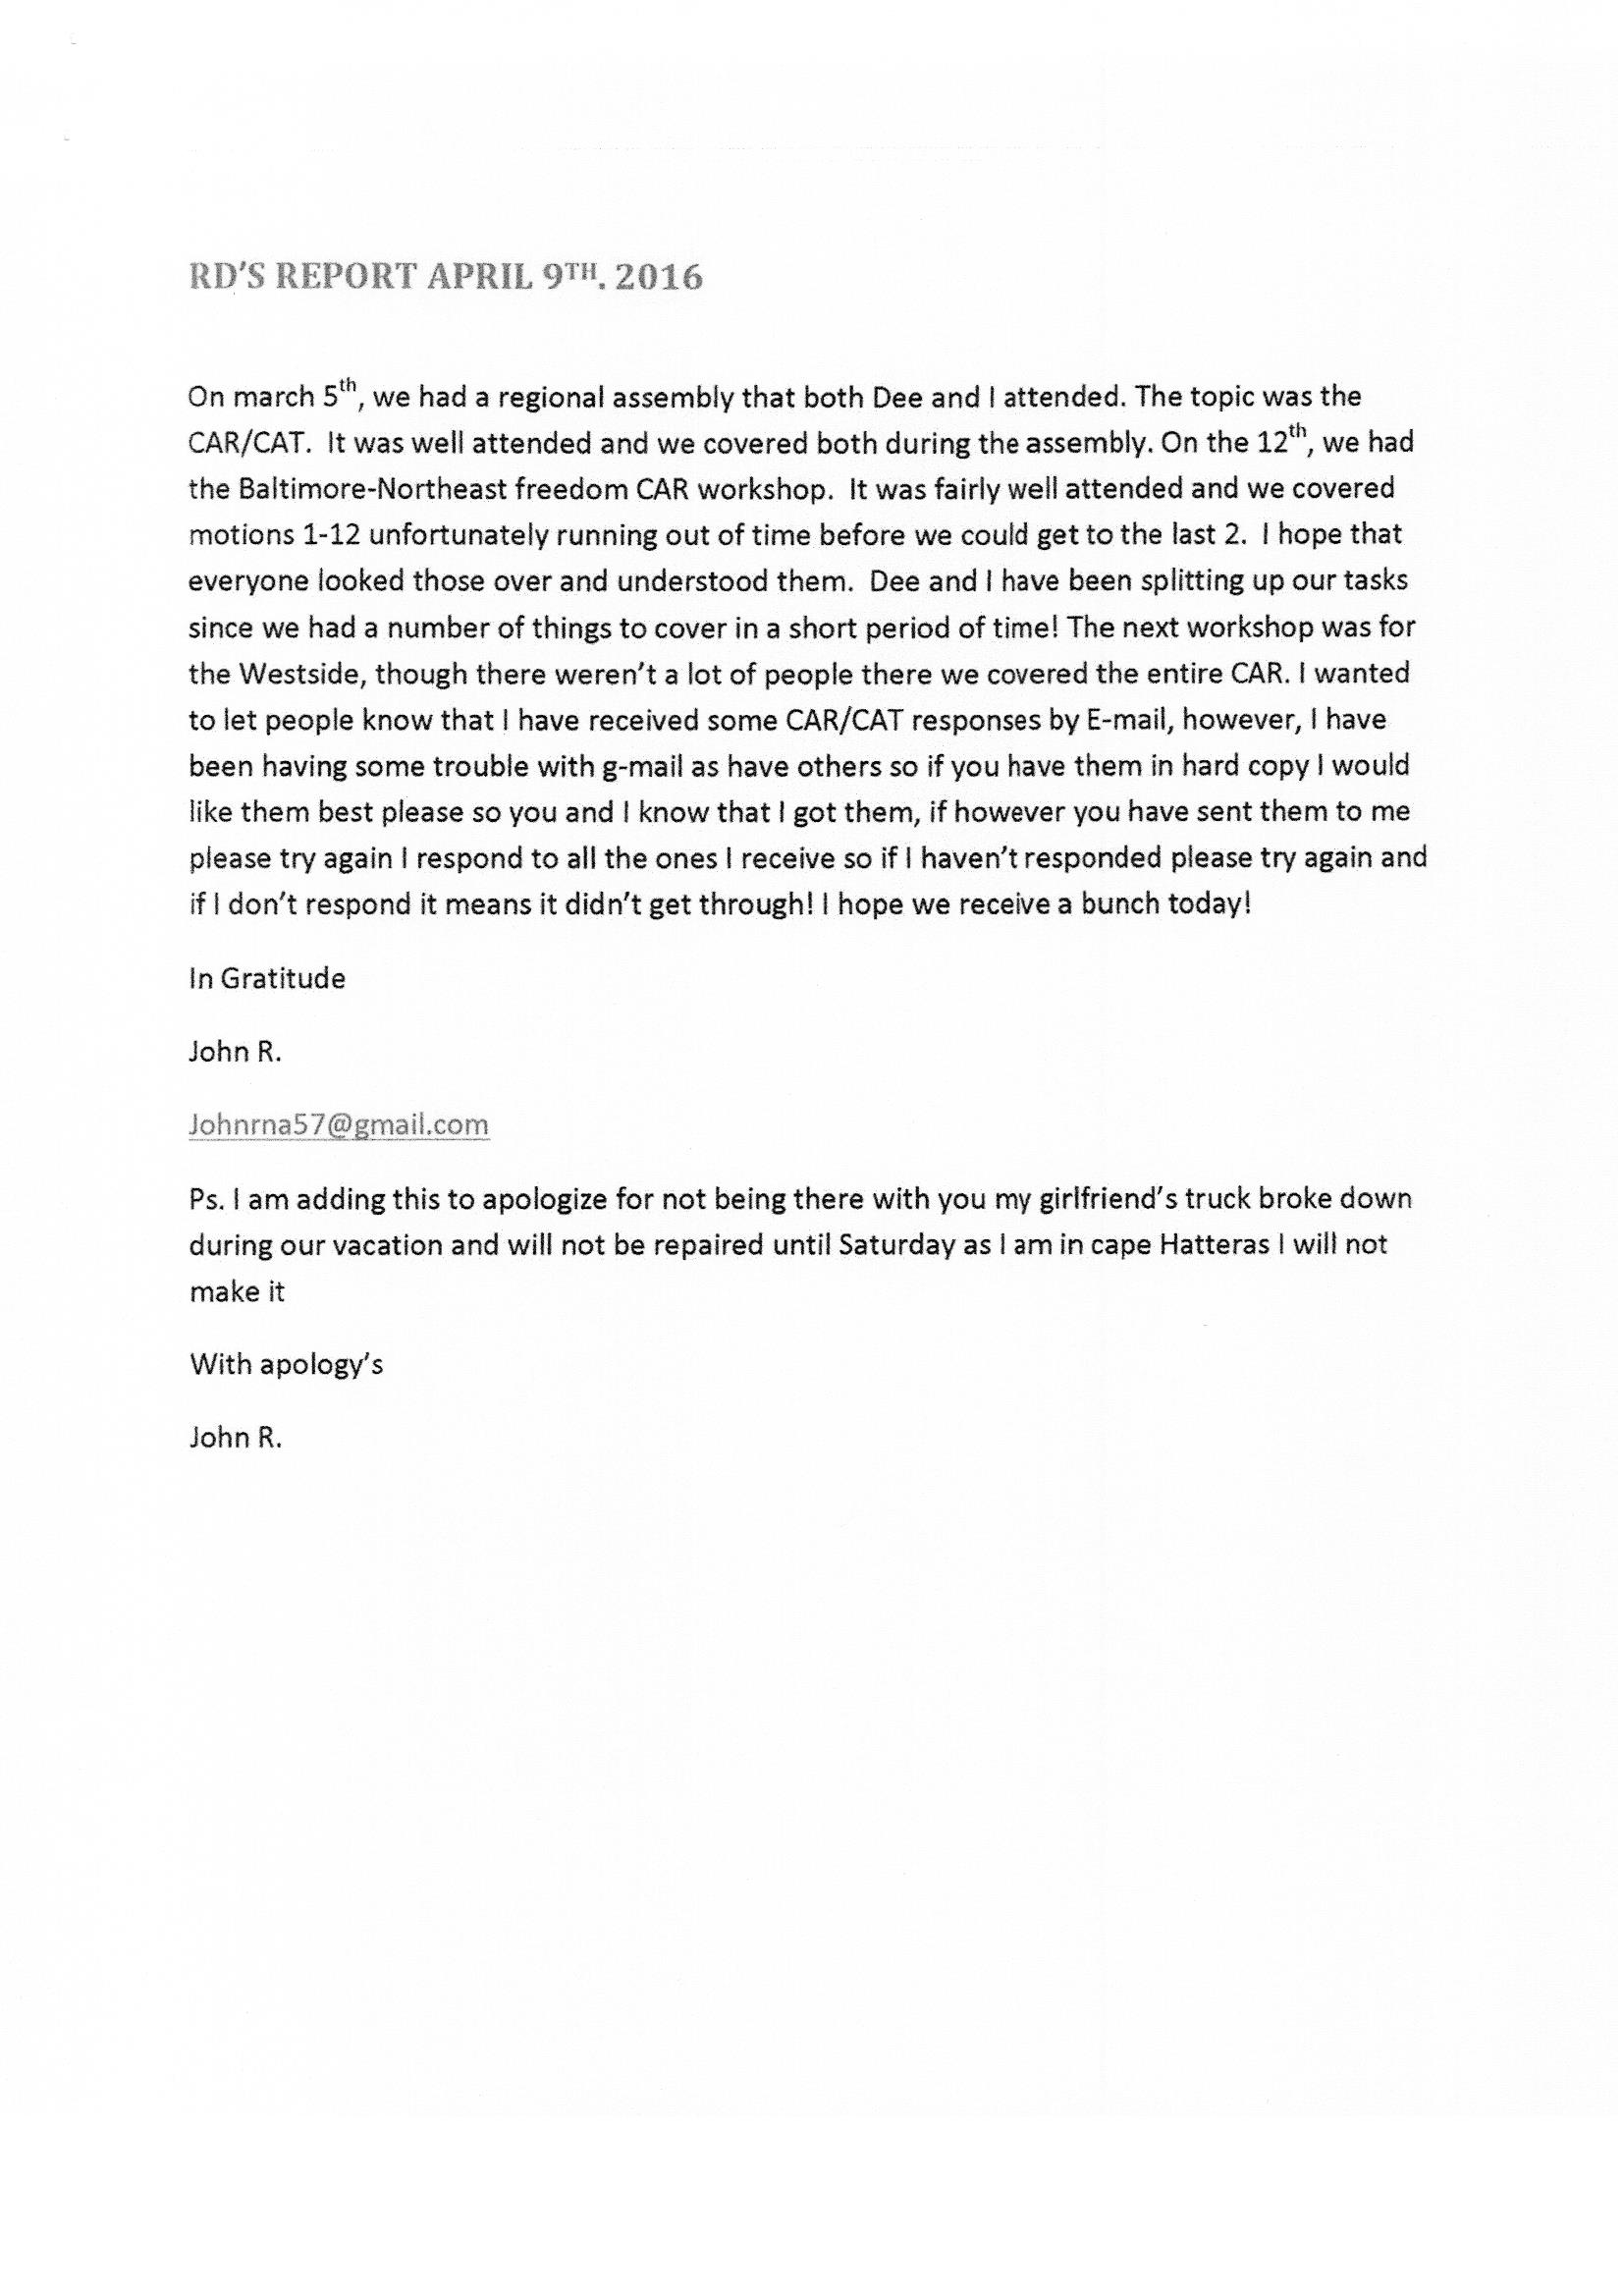 RD'S REPORT APRIL 9TH. 2016
On march 5th, we had a regional assembly that both Dee and I attended. The topic was the
CAR/CAT.  It was well attended and we covered both during the assembly. On the 12th, we had
the Baltimore-Northeast freedom CAR workshop.  It was fairly well attended and we covered
motions 1-12 unfortunately running out of time before we could get to the last 2.  I hope that
everyone looked those over and understood them.  Dee and I have been splitting up our tasks
since we had a number of things to cover in a short period of time! The next workshop was for
the Westside, though there weren't a lot of people there we covered the entire CAR. I wanted
to let people know that I have received some CAR/CAT responses by E-mail, however, I have
been having some trouble with g-mail as have others so if you have them in hard copy I would
like them best please so you and I know that I got them, if however you have sent them to me
please try again I respond to all the ones I receive so if I haven't responded please try again and
if I don't respond it means it didn't get through! I hope we receive a bunch today!
In Gratitude
John R.
Johnrna57@gmail.com
Ps. I am adding this to apologize for not being there with you my girlfriend's truck broke down
during our vacation and will not be repaired until Saturday as I am in cape Hatteras I will not
make it
With apology's
John R.